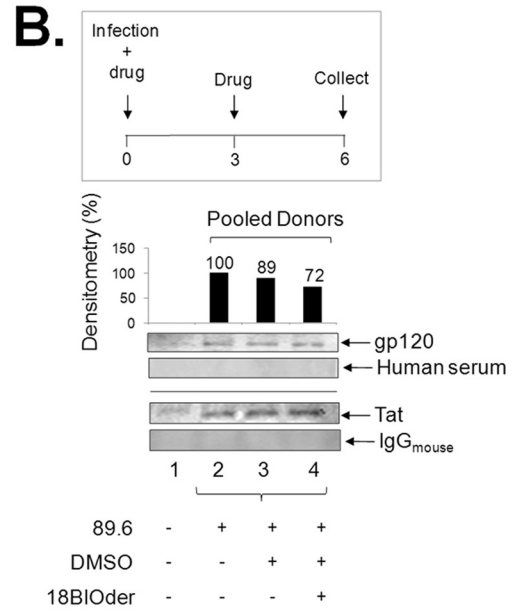 B.
Infection
+
drug
Drug
Collect
0 3 6
Pooled Donors
Densitometry (%)
150
100
50
0
100 89 72
gp120
Human serum
Tat
IgGmouse
1 2 3 4
89.6 - + + +
DMSO - - + +
18BIOder - - - +